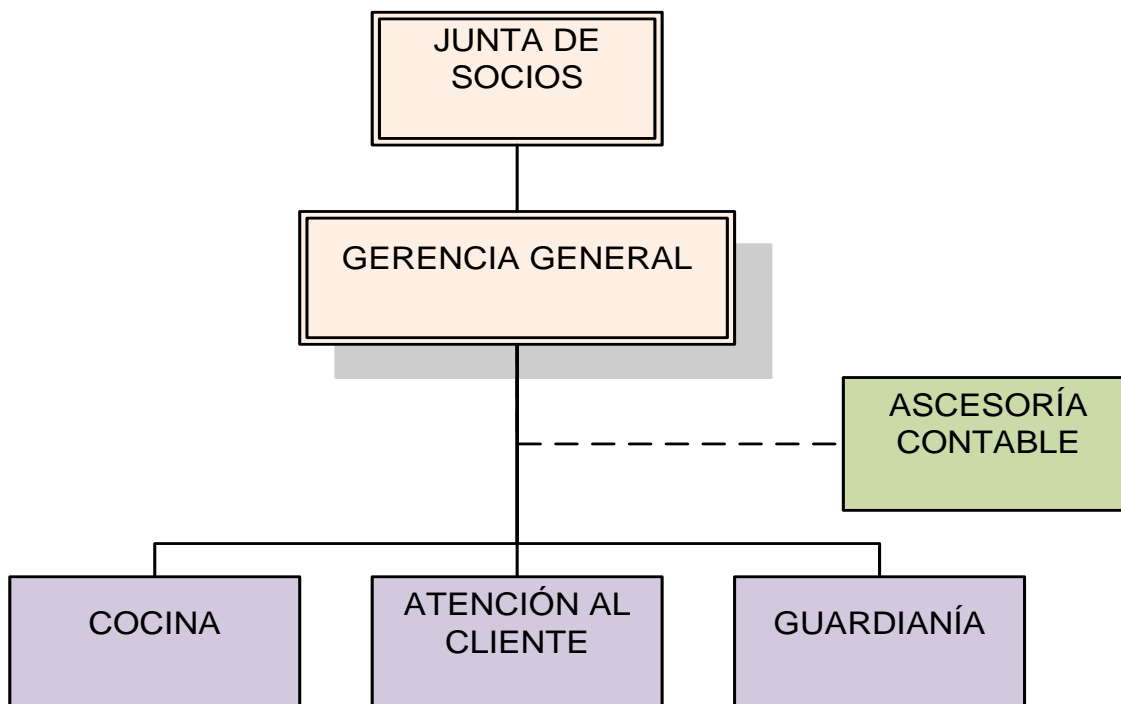 JUNTA DE
SOCIOS
GERENCIA GENERAL
ASCESORÍA
CONTABLE
COCINA
ATENCIÓN AL
CLIENTE
GUARDIANÍA